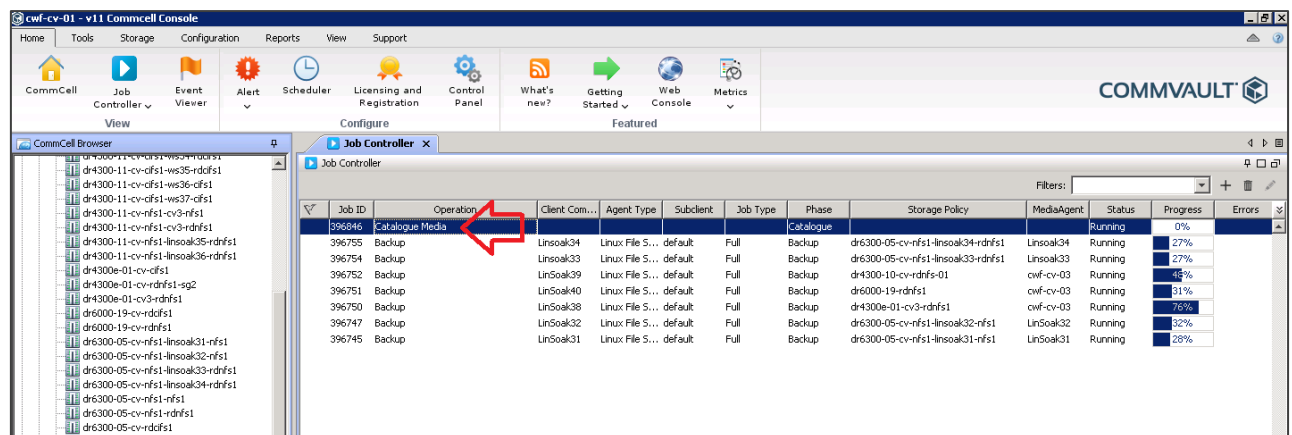 cwf-cv-01 - v11 Commcell Console
Home Tools Storage Configuration Reports View Support
CommCell Job Controller Event Viewer Alert Scheduler Licensing and Registration Control Panel What's new? Getting Started Web Console Metrics
View Configure Featured
COMMVAULT
CommCell Browser
Job Controller
Job Controller
Filters:
dr4300-11-cv-cifs1-ws34-rdcifs1
dr4300-11-cv-cifs1-ws35-rdcifs1
dr4300-11-cv-cifs1-ws36-cifs1
dr4300-11-cv-cifs1-ws37-cifs1
dr4300-11-cv-nfs1-cv3-nfs1
dr4300-11-cv-nfs1-cv3-rdnfs1
dr4300-11-cv-nfs1-linsoak35-rdnfs1
dr4300-11-cv-nfs1-linsoak36-rdnfs1
dr4300e-01-cv-cifs1
dr4300e-01-cv-rdnfs1-sg2
dr4300e-01-cv3-rdnfs1
dr6000-19-cv-rdcifs1
dr6000-19-cv-rdnfs1
dr6300-05-cv-nfs1-linsoak31-nfs1
dr6300-05-cv-nfs1-linsoak32-nfs1
dr6300-05-cv-nfs1-linsoak33-rdnfs1
dr6300-05-cv-nfs1-linsoak34-rdnfs1
dr6300-05-cv-nfs1-nfs1
dr6300-05-cv-nfs1-rdnfs1
dr6300-05-cv-rdcifs1
Job ID Operation Client Com... Agent Type Subclient Job Type Phase Storage Policy MediaAgent Status Progress Errors
396846 Catalogue Media Catalogue Running 0%
396755 Backup Linsoak34 Linux File S... default Full Backup dr6300-05-cv-nfs1-linsoak34-rdnfs1 Linsoak34 Running 27%
396754 Backup Linsoak33 Linux File S... default Full Backup dr6300-05-cv-nfs1-linsoak33-rdnfs1 Linsoak33 Running 27%
396752 Backup LinSoak39 Linux File S... default Full Backup dr4300-10-cv-rdnfs-01 cwf-cv-03 Running 48%
396751 Backup LinSoak40 Linux File S... default Full Backup dr6000-19-rdnfs1 cwf-cv-03 Running 31%
396750 Backup LinSoak38 Linux File S... default Full Backup dr4300e-01-cv3-rdnfs1 cwf-cv-03 Running 76%
396747 Backup LinSoak32 Linux File S... default Full Backup dr6300-05-cv-nfs1-linsoak32-nfs1 LinSoak32 Running 32%
396745 Backup LinSoak31 Linux File S... default Full Backup dr6300-05-cv-nfs1-linsoak31-nfs1 LinSoak31 Running 28%